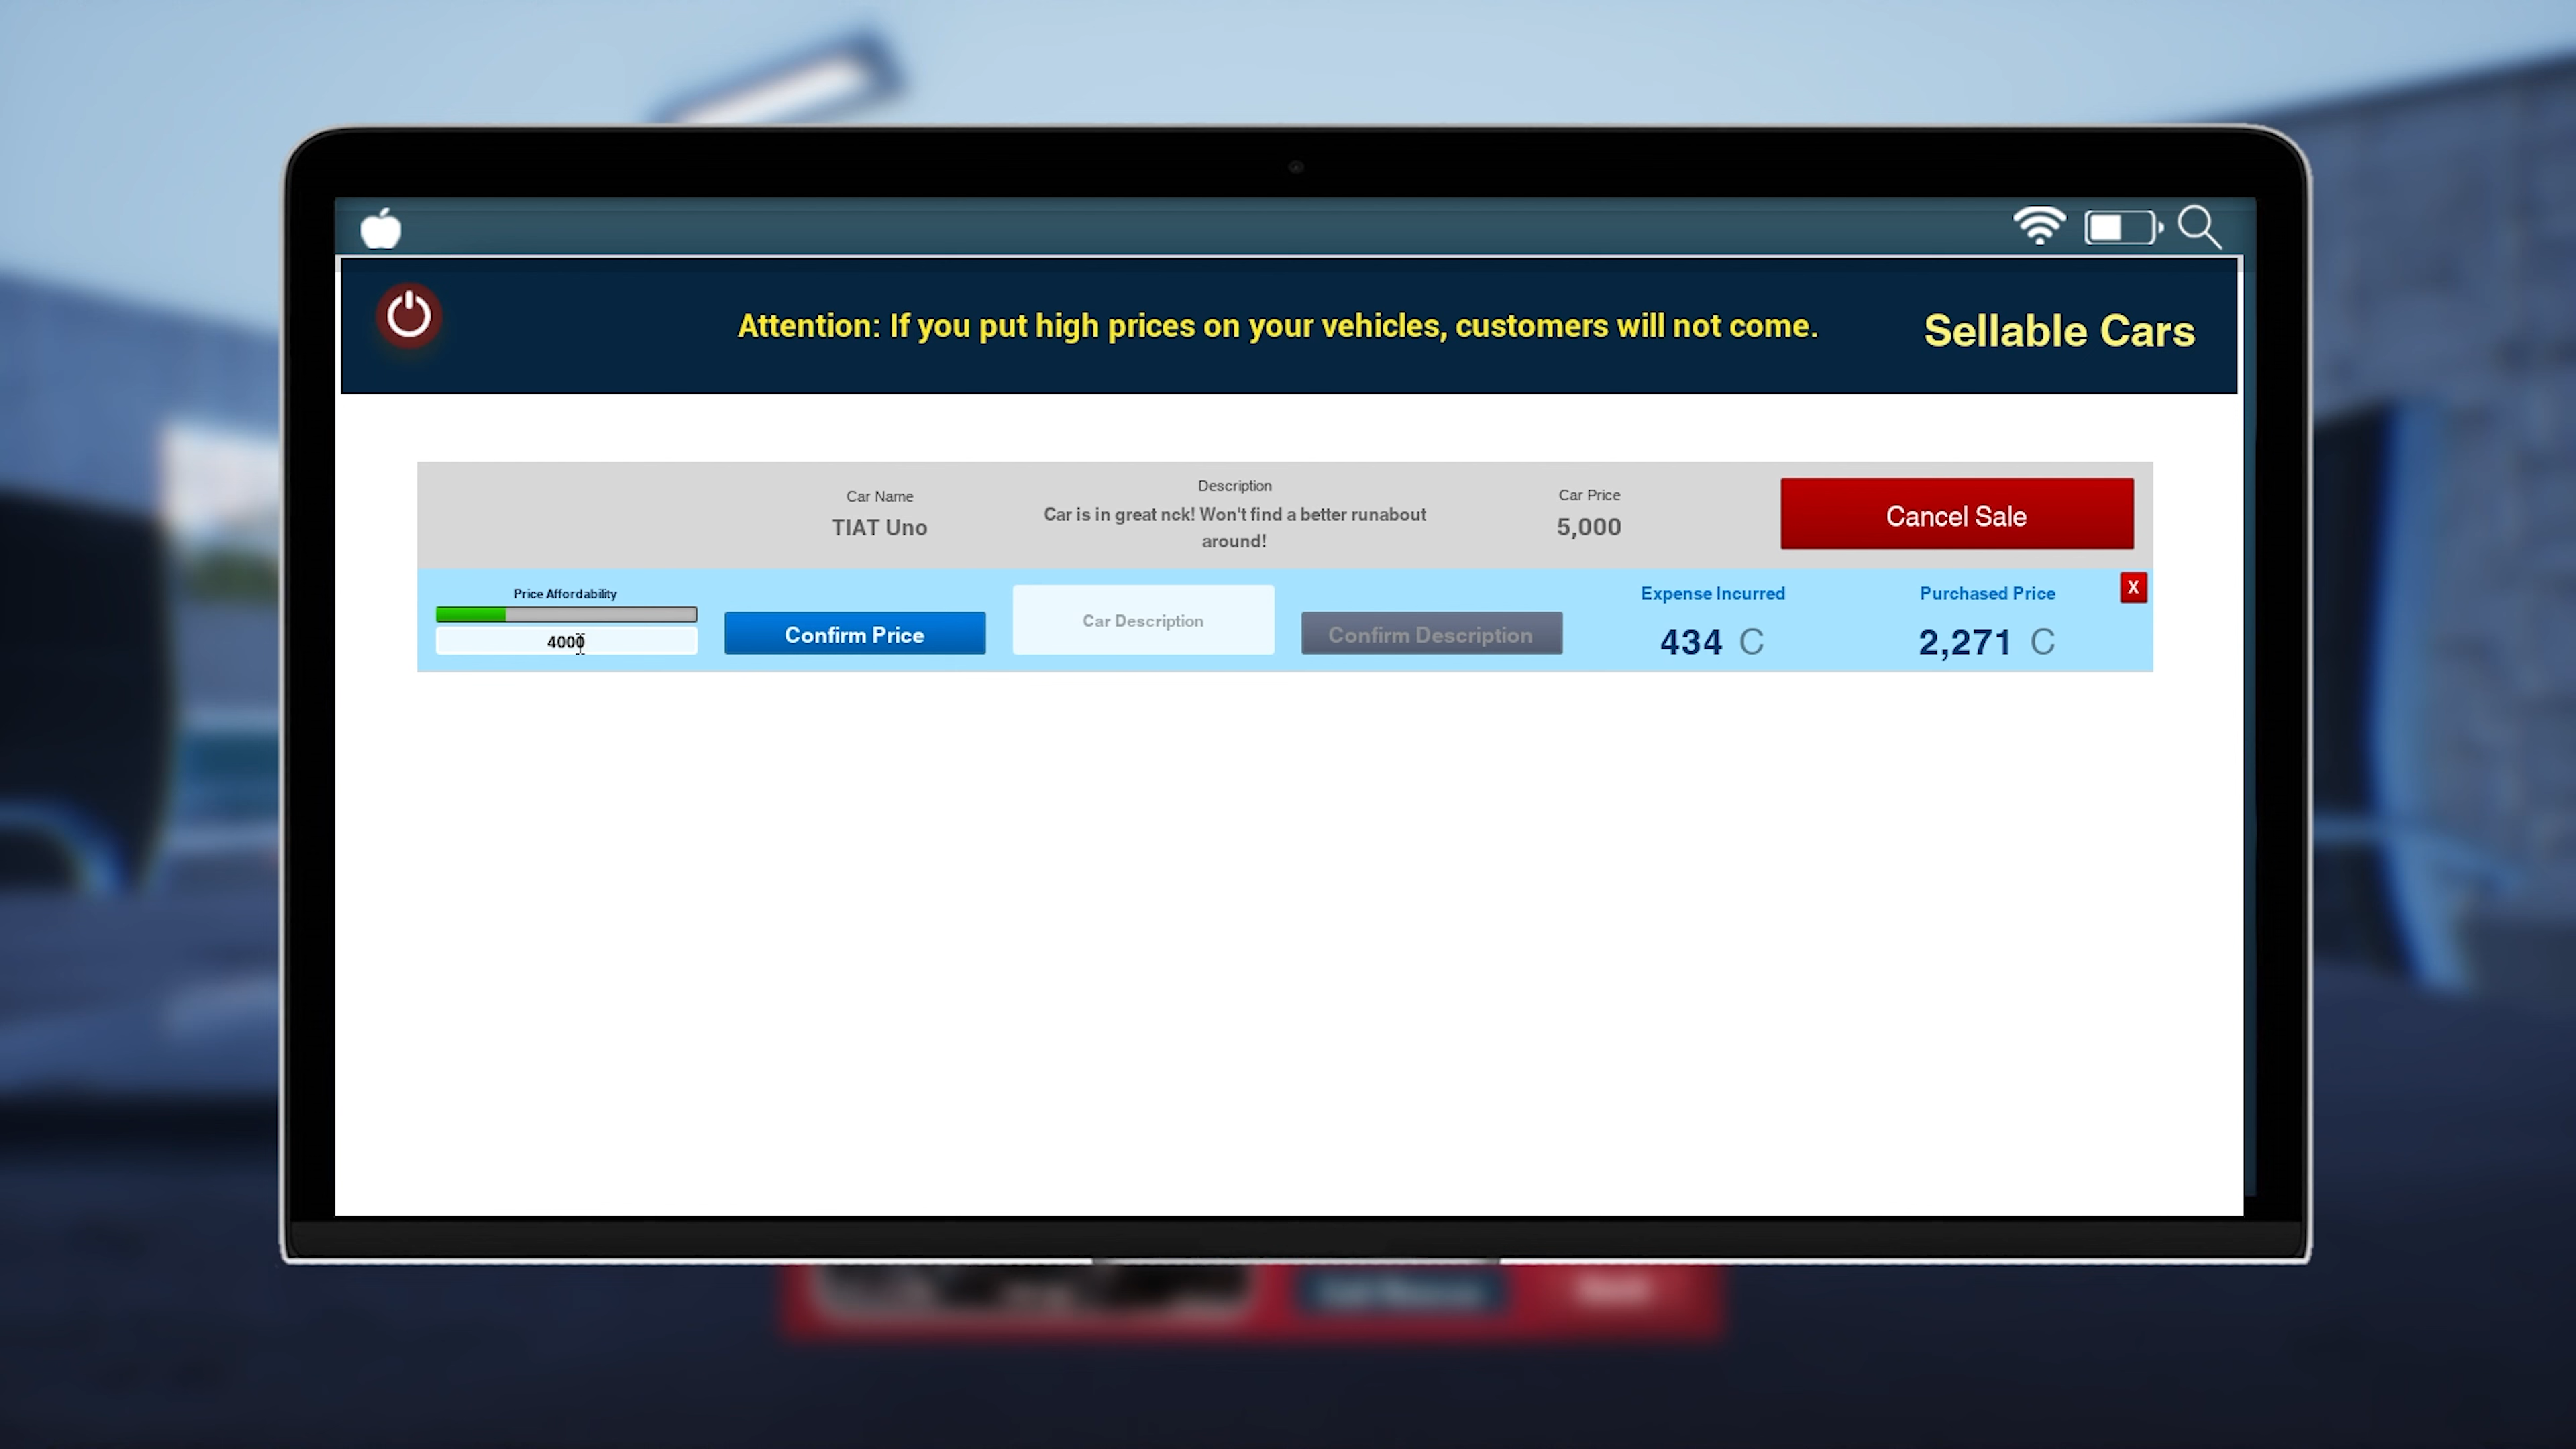 Attention: If you put high prices on your vehicles, customers will not come.
Sellable Cars
Car Name
TIAT Uno
Description
Car is in great nck! Won't find a better runabout
around!
Car Price
5,000
Cancel Sale
Price Affordability
4000
Confirm Price
Car Description
Confirm Description
Expense Incurred
434 C
Purchased Price
2,271 C
X